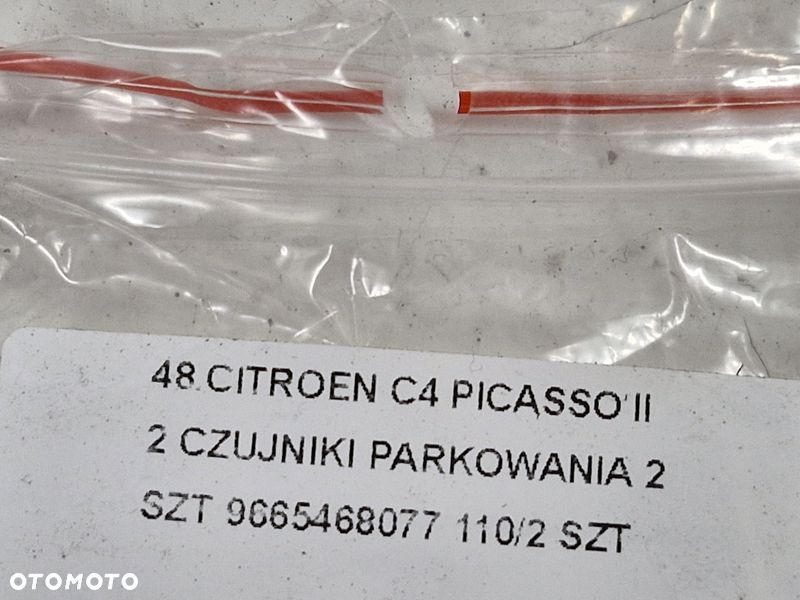 48 CITROEN C4 PICASSO II
2 CZUJNIKI PARKOWANIA 2
SZT 9665468077 110/2 SZT
OTOMOTO